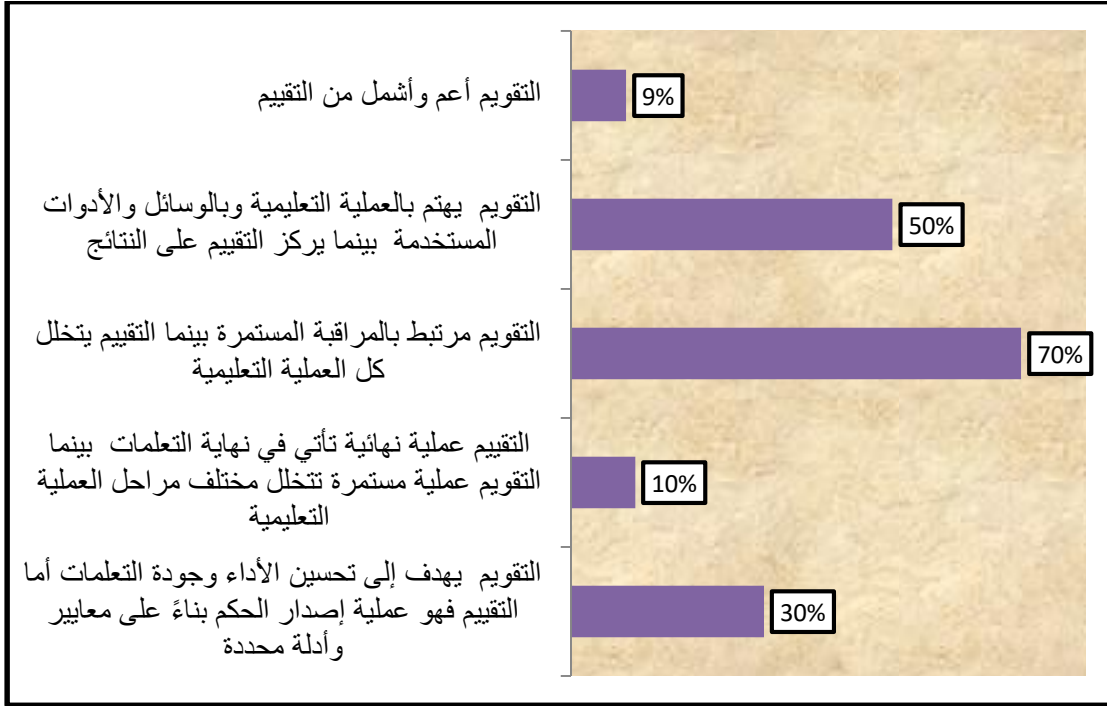 التقويم أعم وأشمل من التقييم
9%
التقويم يهتم بالعملية التعليمية وبالوسائل والأدوات
المستخدمة بينما يركز التقييم على النتائج
50%
التقويم مرتبط بالمراقبة المستمرة بينما التقييم يتخلل
كل العملية التعليمية
70%
التقييم عملية نهائية تأتي في نهاية التعلمات بينما
التقويم عملية مستمرة تتخلل مختلف مراحل العملية
التعليمية
10%
التقويم يهدف إلى تحسين الأداء وجودة التعلمات أما
التقييم فهو عملية إصدار الحكم بناءً على معايير
وأدلة محددة
30%